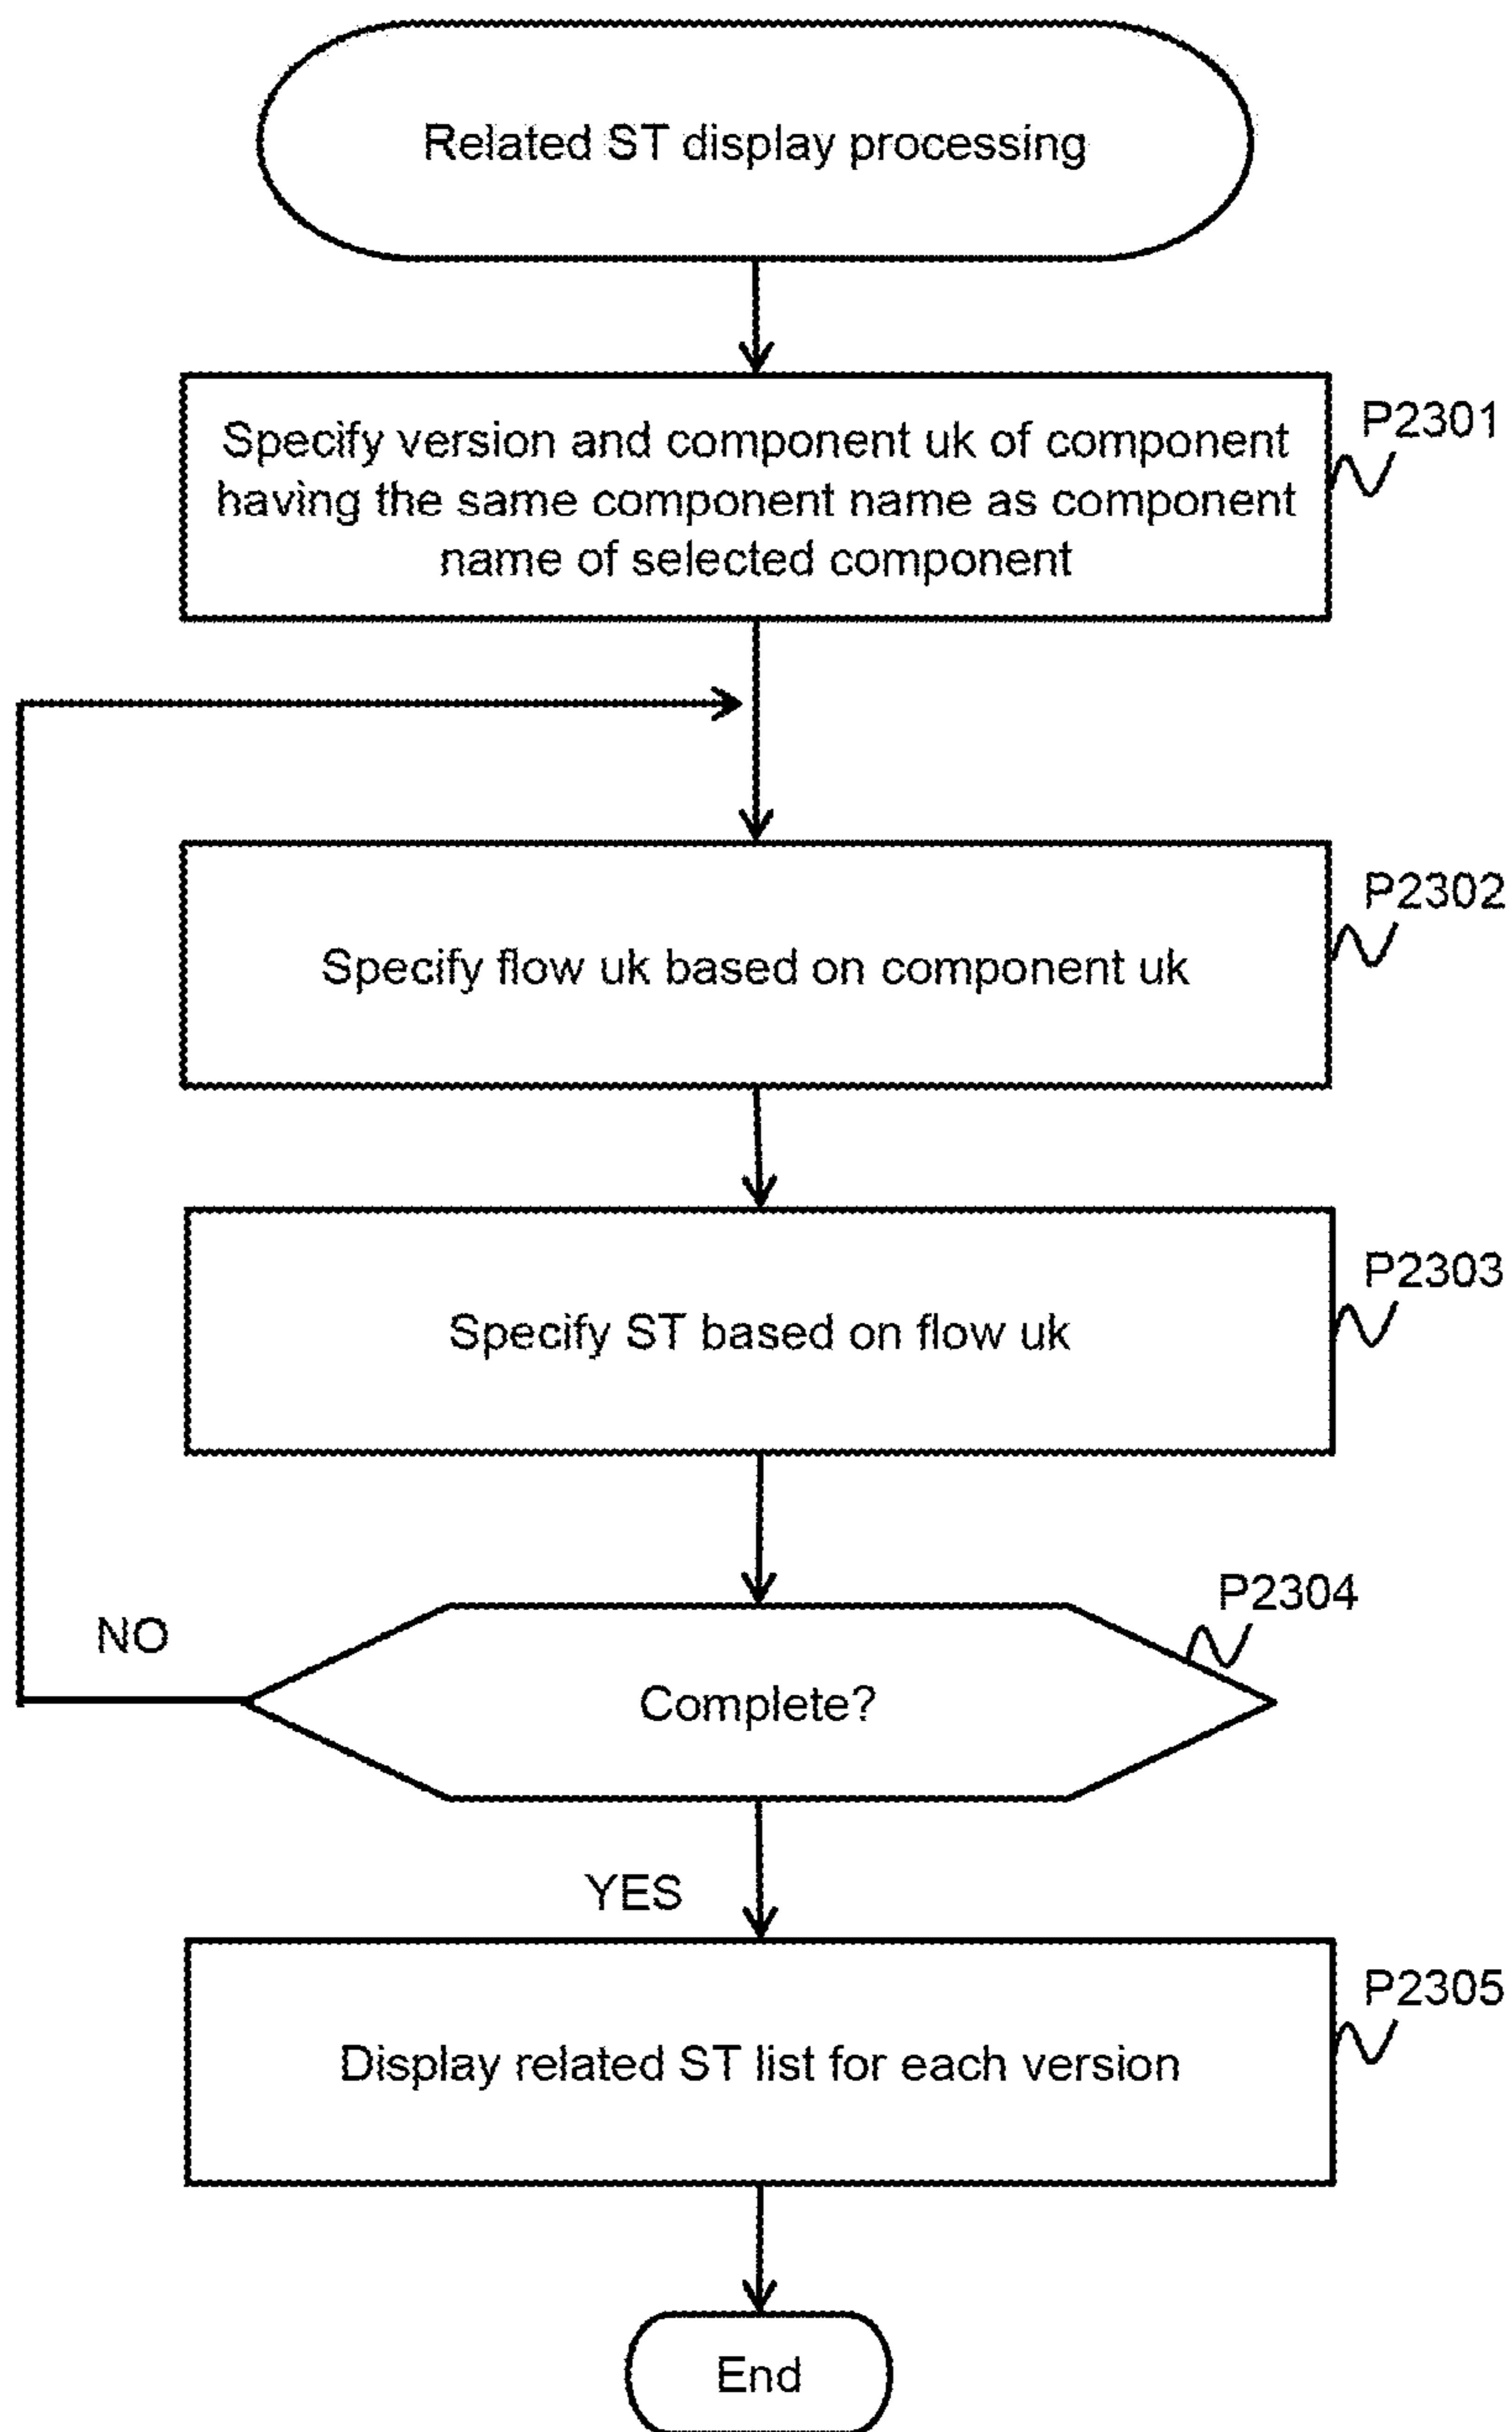 Related ST display processing
P2301
Specify version and component uk of component
having the same component name as component
name of selected component
P2302
Specify flow uk based on component uk
P2303
Specify ST based on flow uk
P2304
NO
Complete?
YES
P2305
Display related ST list for each version
End